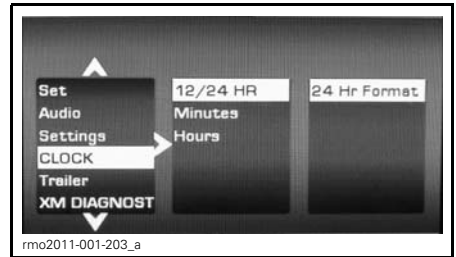 Set
Audio
Settings
CLOCK
Trailer
XM DIAGNOST
12/24 HR
Minutes
Hours
24 Hr Format
rmo2011-001-203_a